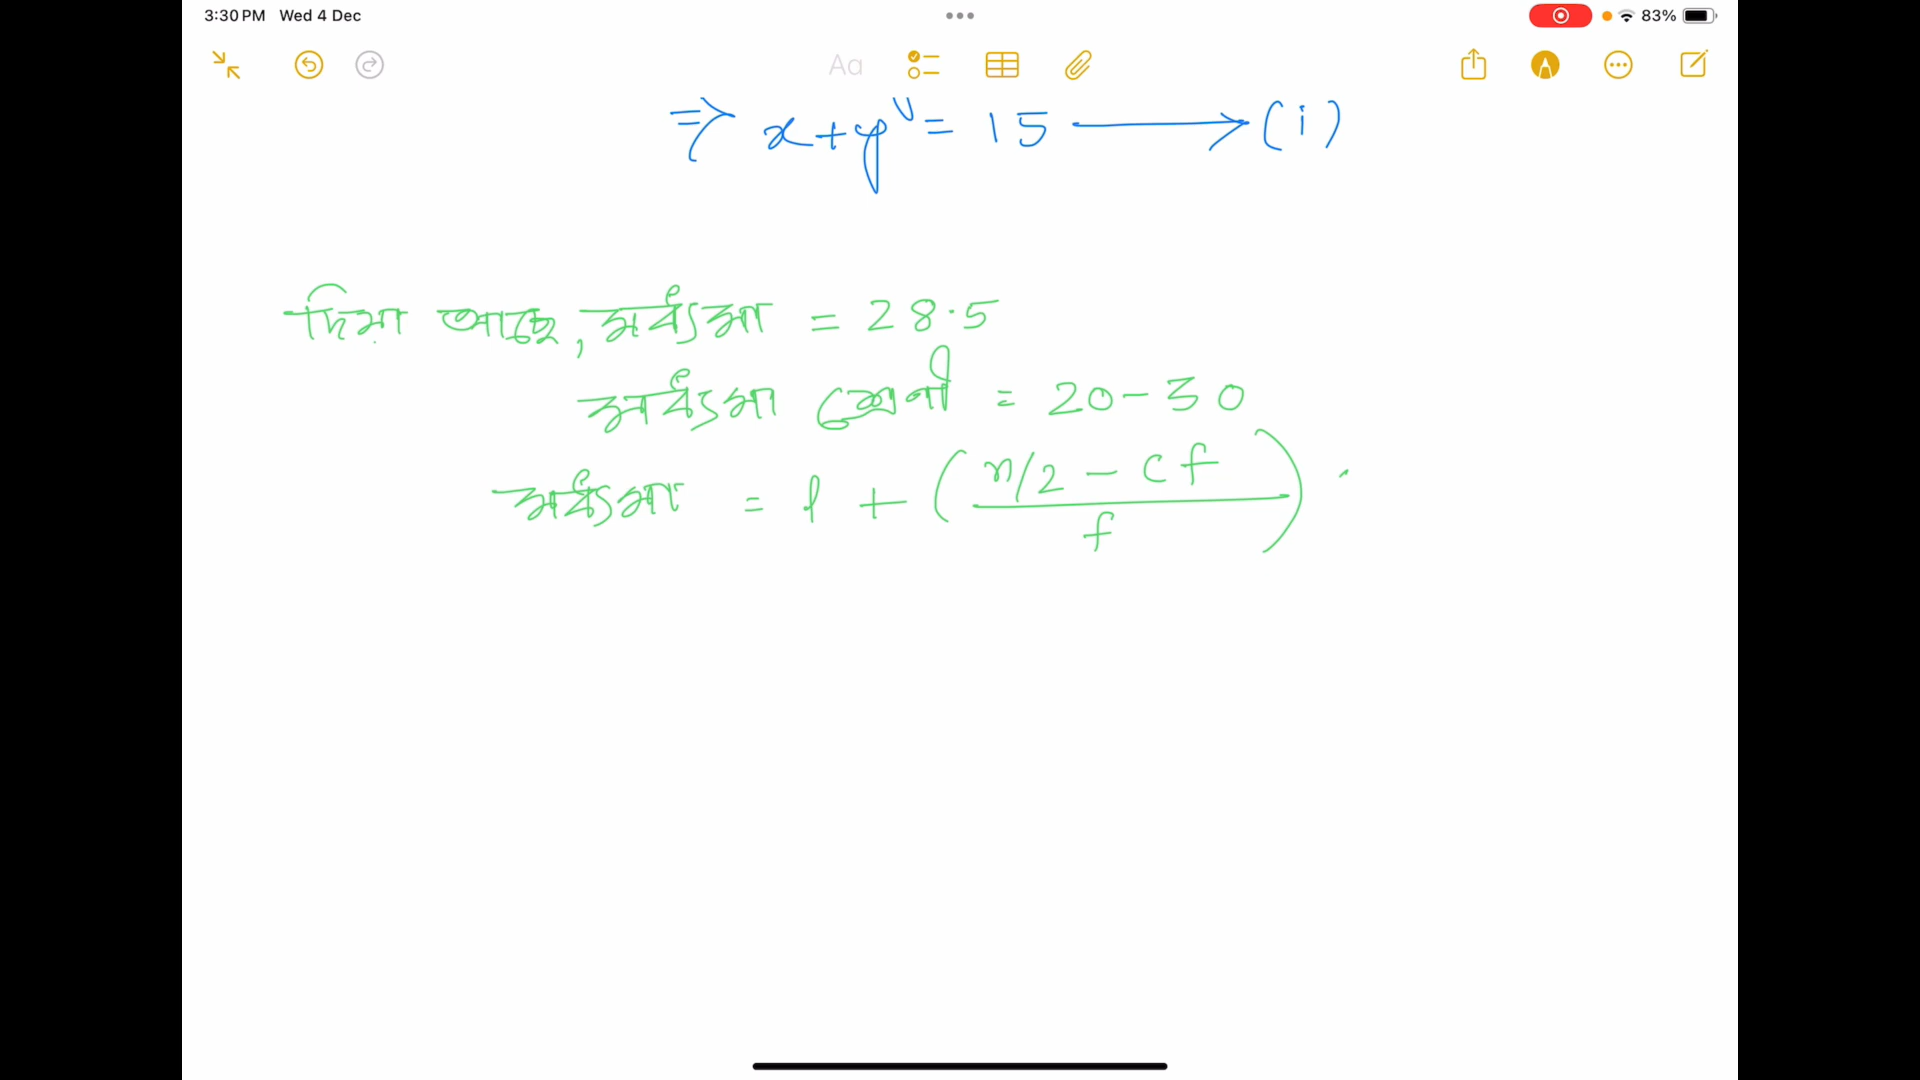 3:30 PM Wed 4 Dec
83%
Aa
⇒ x+y = 15 ⟶ (i)
দিয়া আছে, মধ্যমা = 28.5
মধ্যমা শ্রেণী = 20-30
মধ্যমা = l + ( (n/2 - cf) / f )